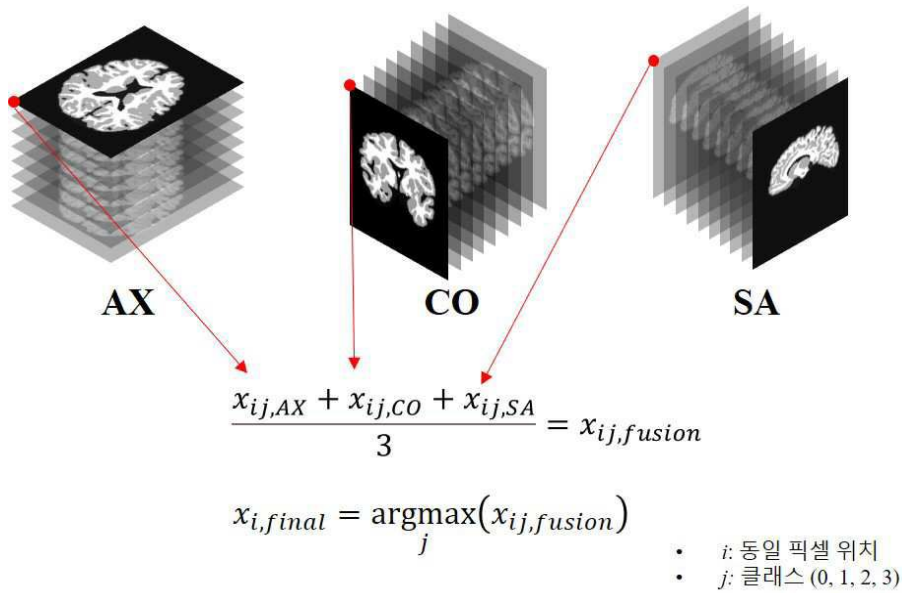 AX CO SA
x_{ij,AX} + x_{ij,CO} + x_{ij,SA}
3
= x_{ij,fusion}
x_{i,final} = argmax_j(x_{ij,fusion})
• i: 동일 픽셀 위치
• j: 클래스 (0, 1, 2, 3)